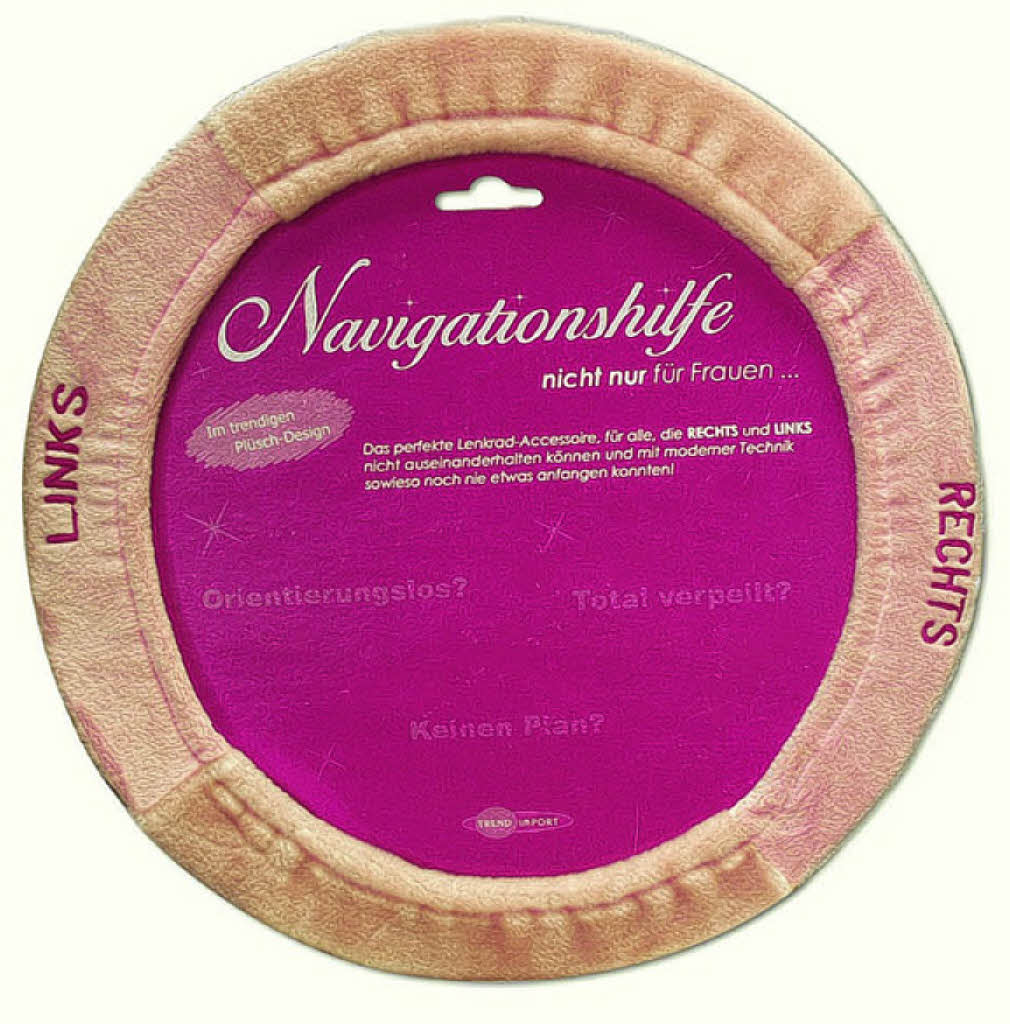 Navigationshilfe
nicht nur für Frauen ...
Im trendigen
Plüsch-Design
Das perfekte Lenkrad-Accessoire, für alle, die RECHTS und LINKS
nicht auseinanderhalten können und mit moderner Technik
sowieso noch nie etwas anfangen konnten!
LINKS
RECHTS
Orientierungslos?
Total verpeilt?
Keinen Plan?
TREND IMPORT